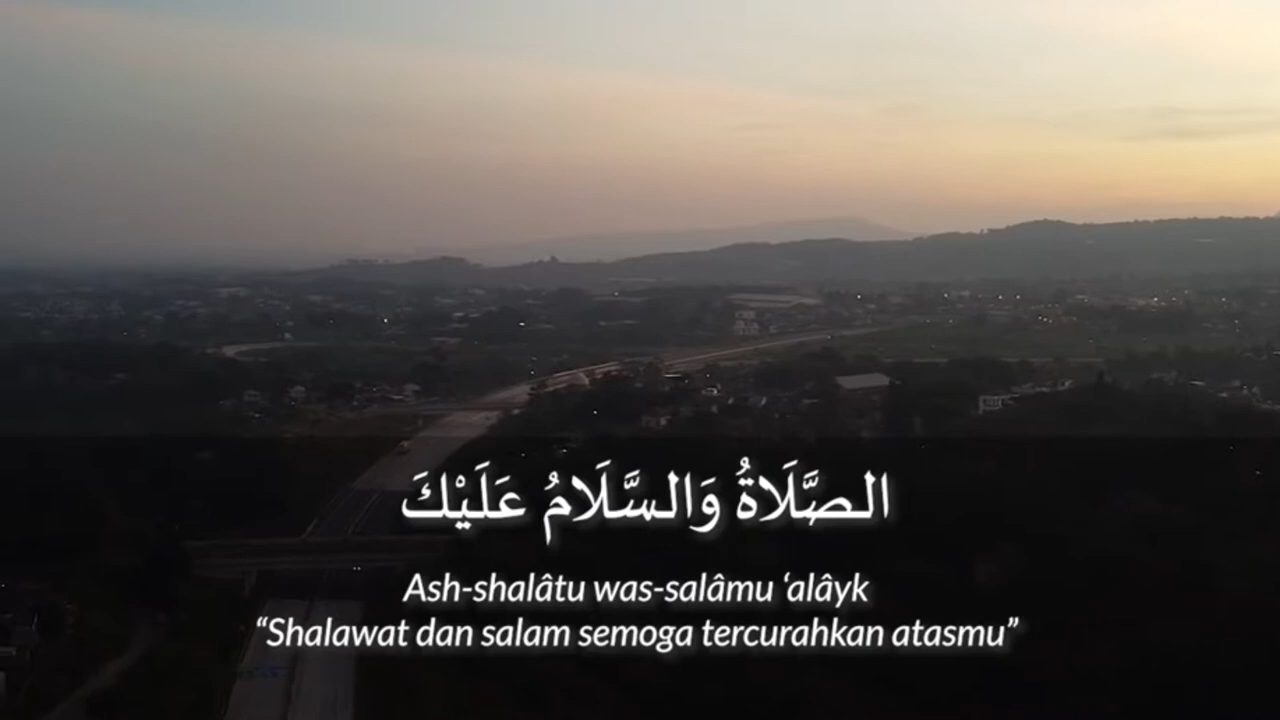 الصَّلَاةُ وَالسَّلَامُ عَلَيْكَ
Ash-shalâtu was-salâmu ‘alâyk
“Shalawat dan salam semoga tercurahkan atasmu”